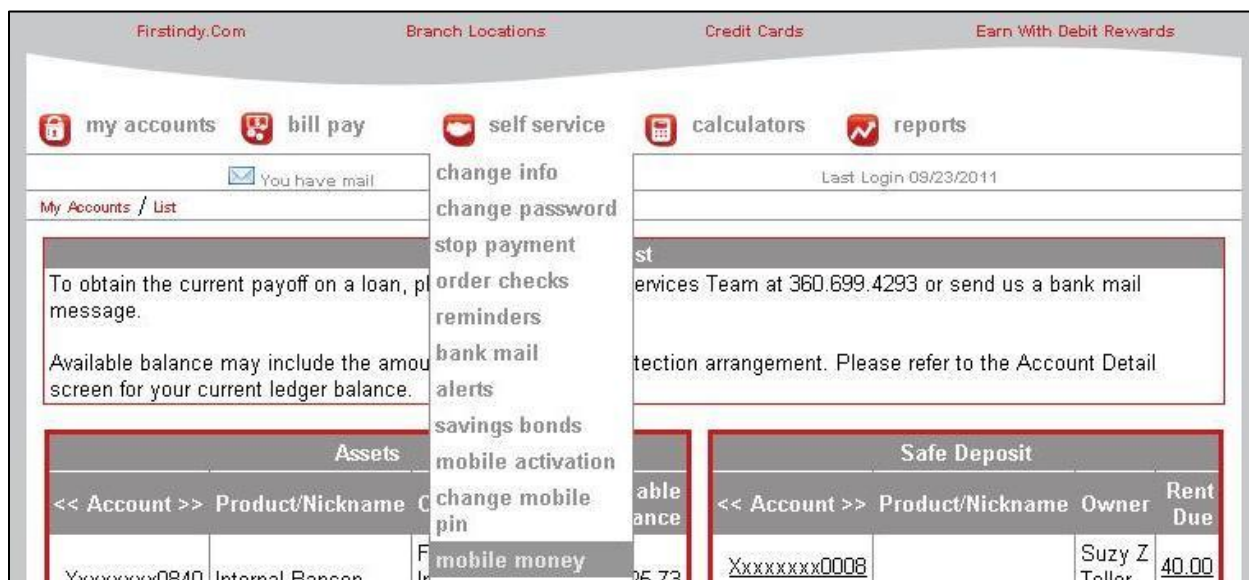 Firstindy.Com Branch Locations Credit Cards Earn With Debit Rewards
my accounts bill pay self service calculators reports
You have mail Last Login 09/23/2011
My Accounts / List
change info
change password
stop payment
order checks
reminders
bank mail
alerts
savings bonds
mobile activation
change mobile
pin
mobile money
st
To obtain the current payoff on a loan, pl ervices Team at 360.699.4293 or send us a bank mail
message.
Available balance may include the amou tection arrangement. Please refer to the Account Detail
screen for your current ledger balance.
Assets
<< Account >> Product/Nickname C able
ance
Xxxxxxxx0840 Internal 25.73
Safe Deposit
<< Account >> Product/Nickname Owner Rent
Due
Xxxxxxxx0008 Suzy Z 40.00
Teller